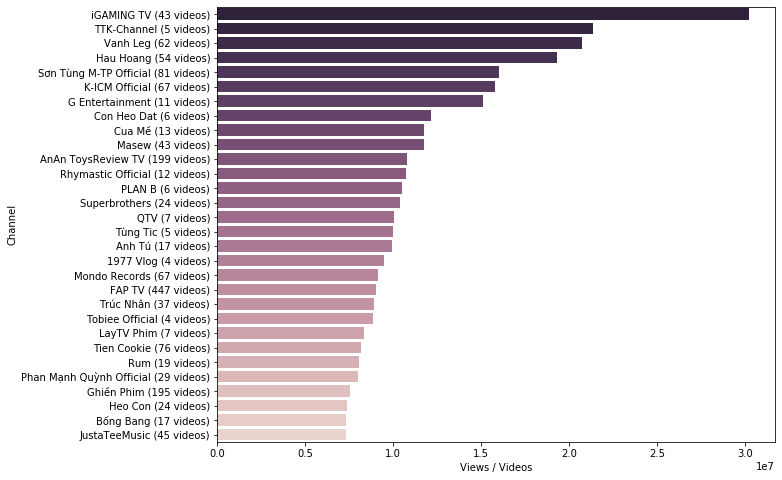 iGAMING TV (43 videos)
TTK-Channel (5 videos)
Vanh Leg (62 videos)
Hau Hoang (54 videos)
Sơn Tùng M-TP Official (81 videos)
K-ICM Official (67 videos)
G Entertainment (11 videos)
Con Heo Dat (6 videos)
Cua Mề (13 videos)
Masew (43 videos)
AnAn ToysReview TV (199 videos)
Rhymastic Official (12 videos)
PLAN B (6 videos)
Superbrothers (24 videos)
QTV (7 videos)
Tùng Tic (5 videos)
Anh Tú (17 videos)
1977 Vlog (4 videos)
Mondo Records (67 videos)
FAP TV (447 videos)
Trúc Nhân (37 videos)
Tobiee Official (4 videos)
LayTV Phim (7 videos)
Tien Cookie (76 videos)
Rum (19 videos)
Phan Mạnh Quỳnh Official (29 videos)
Ghiền Phim (195 videos)
Heo Con (24 videos)
Bống Bang (17 videos)
JustaTeeMusic (45 videos)
Channel
0.0 0.5 1.0 1.5 2.0 2.5 3.0
1e7
Views / Videos